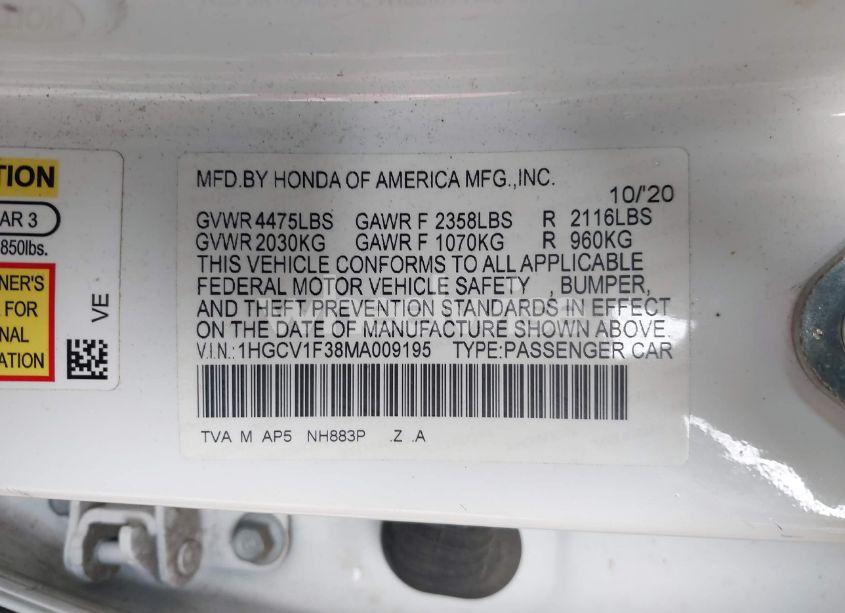 TION
AR 3
850lbs.
NER'S
FOR
NAL
ATION
VE
MFD.BY HONDA OF AMERICA MFG.,INC.
10/'20
GVWR 4475LBS GAWR F 2358LBS R 2116LBS
GVWR 2030KG GAWR F 1070KG R 960KG
THIS VEHICLE CONFORMS TO ALL APPLICABLE
FEDERAL MOTOR VEHICLE SAFETY , BUMPER,
AND THEFT PREVENTION STANDARDS IN EFFECT
ON THE DATE OF MANUFACTURE SHOWN ABOVE.
V.I.N.:1HGCV1F38MA009195 TYPE:PASSENGER CAR
TVA M AP5 NH883P .Z .A